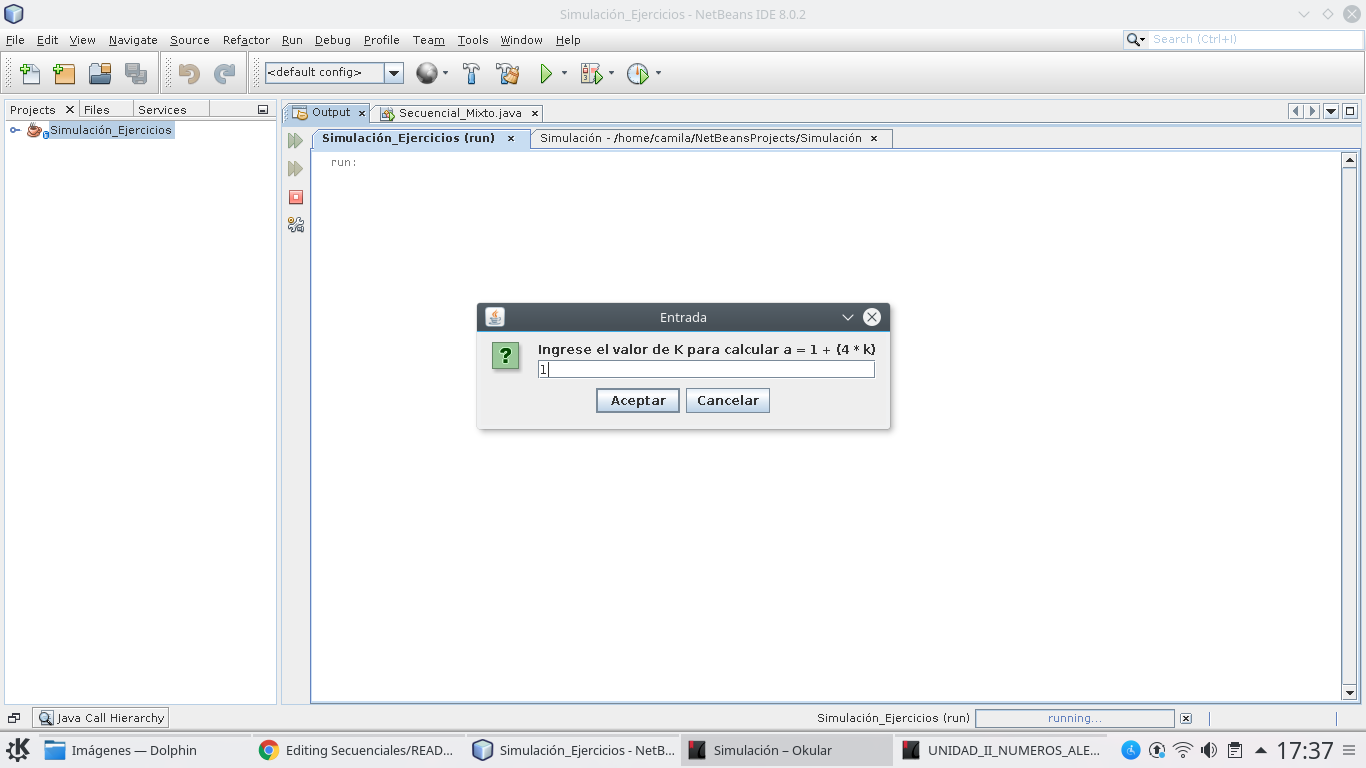 Simulación_Ejercicios - NetBeans IDE 8.0.2
File Edit View Navigate Source Refactor Run Debug Profile Team Tools Window Help
Search (Ctrl+I)
<default config>
Projects Files Services
Output Secuencial_Mixto.java
Simulación_Ejercicios
Simulación_Ejercicios (run) Simulación - /home/camila/NetBeansProjects/Simulación
run:
Entrada
Ingrese el valor de K para calcular a = 1 + (4 * k)
1
Aceptar Cancelar
Java Call Hierarchy
Simulación_Ejercicios (run) running...
Imágenes — Dolphin
Editing Secuenciales/READ...
Simulación_Ejercicios - NetB...
Simulación – Okular
UNIDAD_II_NUMEROS_ALE...
17:37